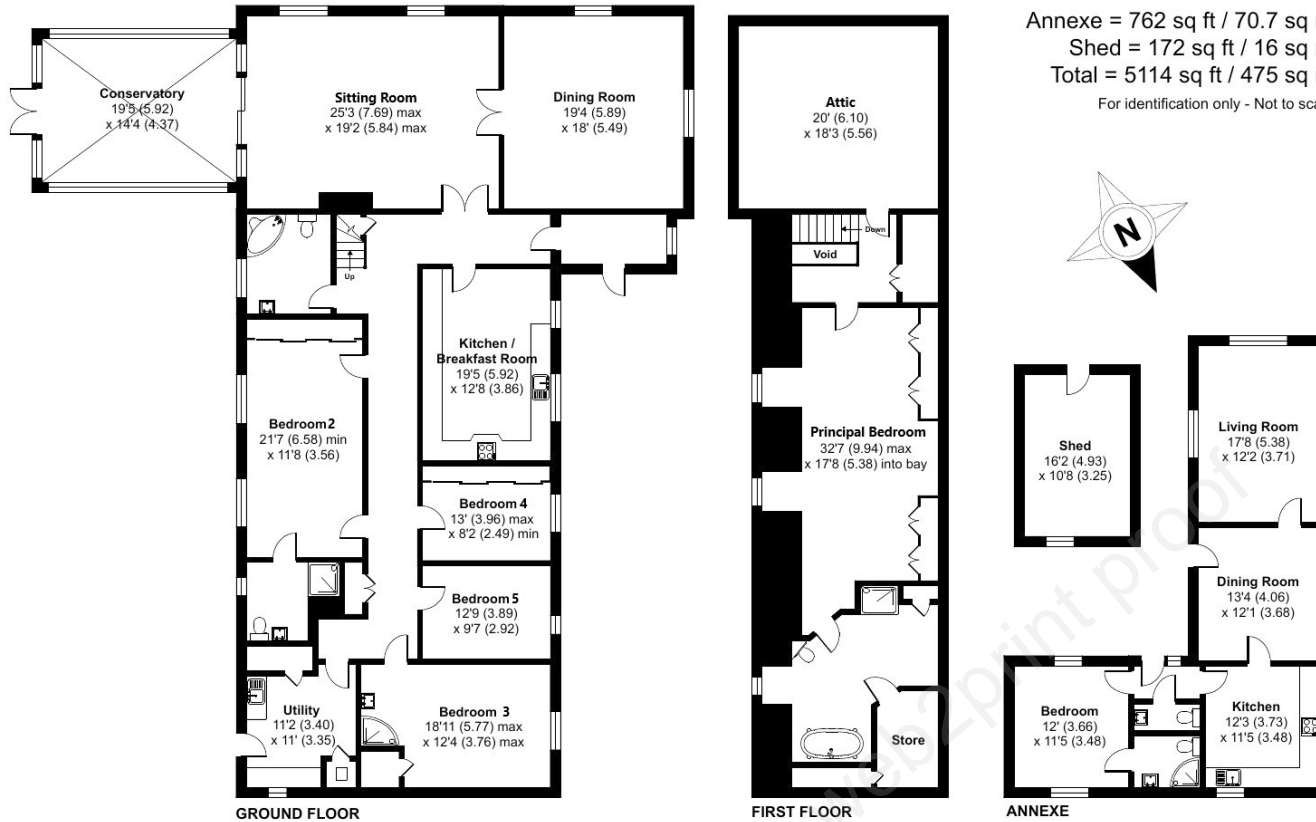 Annexe = 762 sq ft / 70.7 sq
Shed = 172 sq ft / 16 sq
Total = 5114 sq ft / 475 sq
For identification only - Not to
N
Conservatory
19'5 (5.92)
x 14'4 (4.37)
Sitting Room
25'3 (7.69) max
x 19'2 (5.84) max
Dining Room
19'4 (5.89)
x 18' (5.49)
Up
Kitchen /
Breakfast Room
19'5 (5.92)
x 12'8 (3.86)
Bedroom2
21'7 (6.58) min
x 11'8 (3.56)
Bedroom 4
13' (3.96) max
x 8'2 (2.49) min
Bedroom 5
12'9 (3.89)
x 9'7 (2.92)
Utility
11'2 (3.40)
x 11' (3.35)
Bedroom 3
18'11 (5.77) max
x 12'4 (3.76) max
GROUND FLOOR
Attic
20' (6.10)
x 18'3 (5.56)
Down
Void
Principal Bedroom
32'7 (9.94) max
x 17'8 (5.38) into bay
Store
FIRST FLOOR
Shed
16'2 (4.93)
x 10'8 (3.25)
Living Room
17'8 (5.38)
x 12'2 (3.71)
Dining Room
13'4 (4.06)
x 12'1 (3.68)
Bedroom
12' (3.66)
x 11'5 (3.48)
Kitchen
12'3 (3.73)
x 11'5 (3.48)
ANNEXE
web2print proof